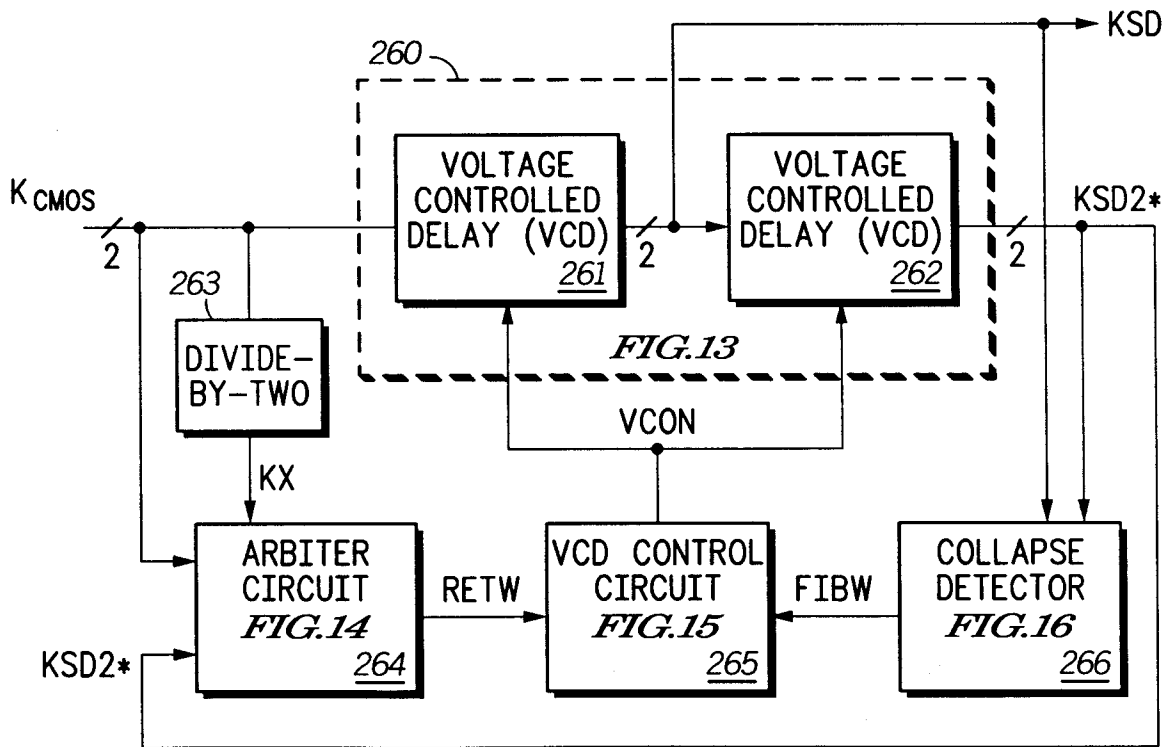 KSD
260
VOLTAGE
CONTROLLED
DELAY (VCD)
261
VOLTAGE
CONTROLLED
DELAY (VCD)
262
K CMOS
2
2
2
KSD2*
263
DIVIDE-
BY-TWO
FIG.13
VCON
KX
ARBITER
CIRCUIT
FIG.14
264
RETW
VCD CONTROL
CIRCUIT
FIG.15
265
FIBW
COLLAPSE
DETECTOR
FIG.16
266
KSD2*